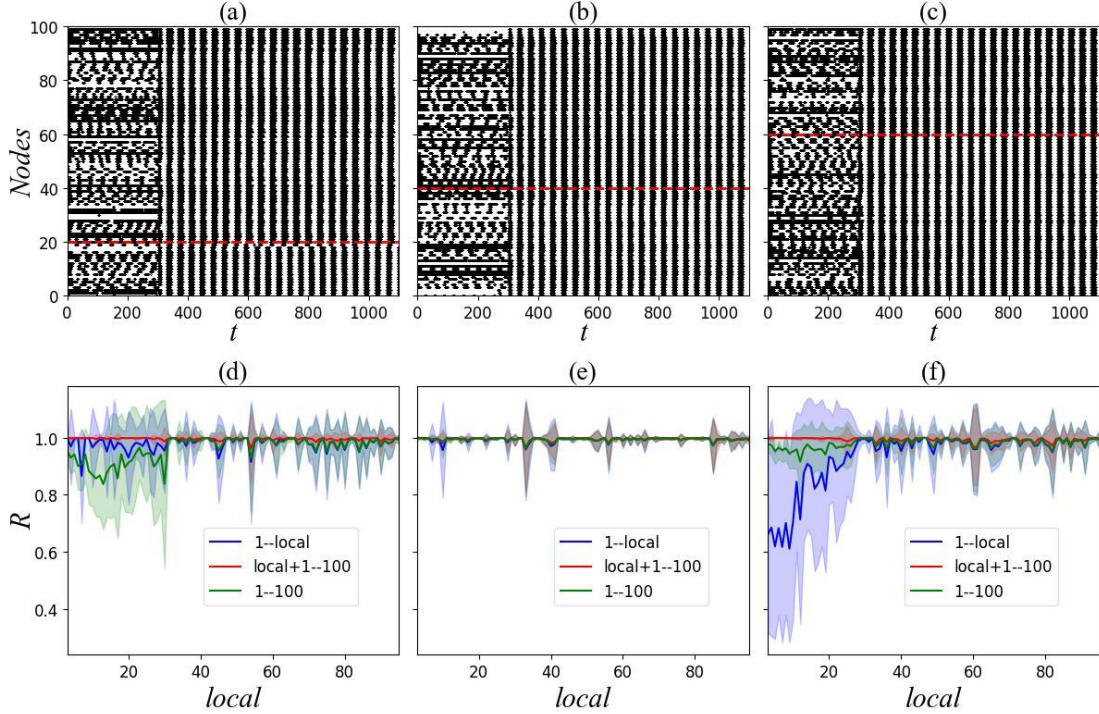 (a) (b) (c)
Nodes
100
80
60
40
20
0
0 200 400 600 800 1000
0 200 400 600 800 1000
0 200 400 600 800 1000
t t t
(d) (e) (f)
R
1.0
0.8
0.6
0.4
1--local
local+1--100
1--100
1--local
local+1--100
1--100
1--local
local+1--100
1--100
20 40 60 80
20 40 60 80
20 40 60 80
local local local